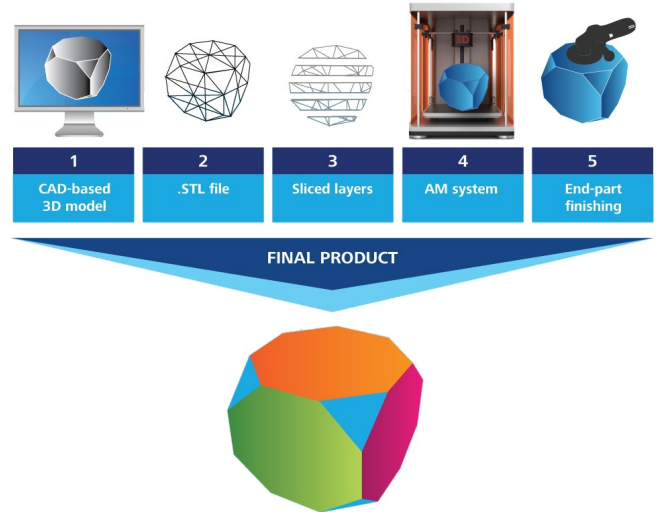 3D
1
CAD-based
3D model
2
.STL file
3
Sliced layers
4
AM system
5
End-part
finishing
FINAL PRODUCT